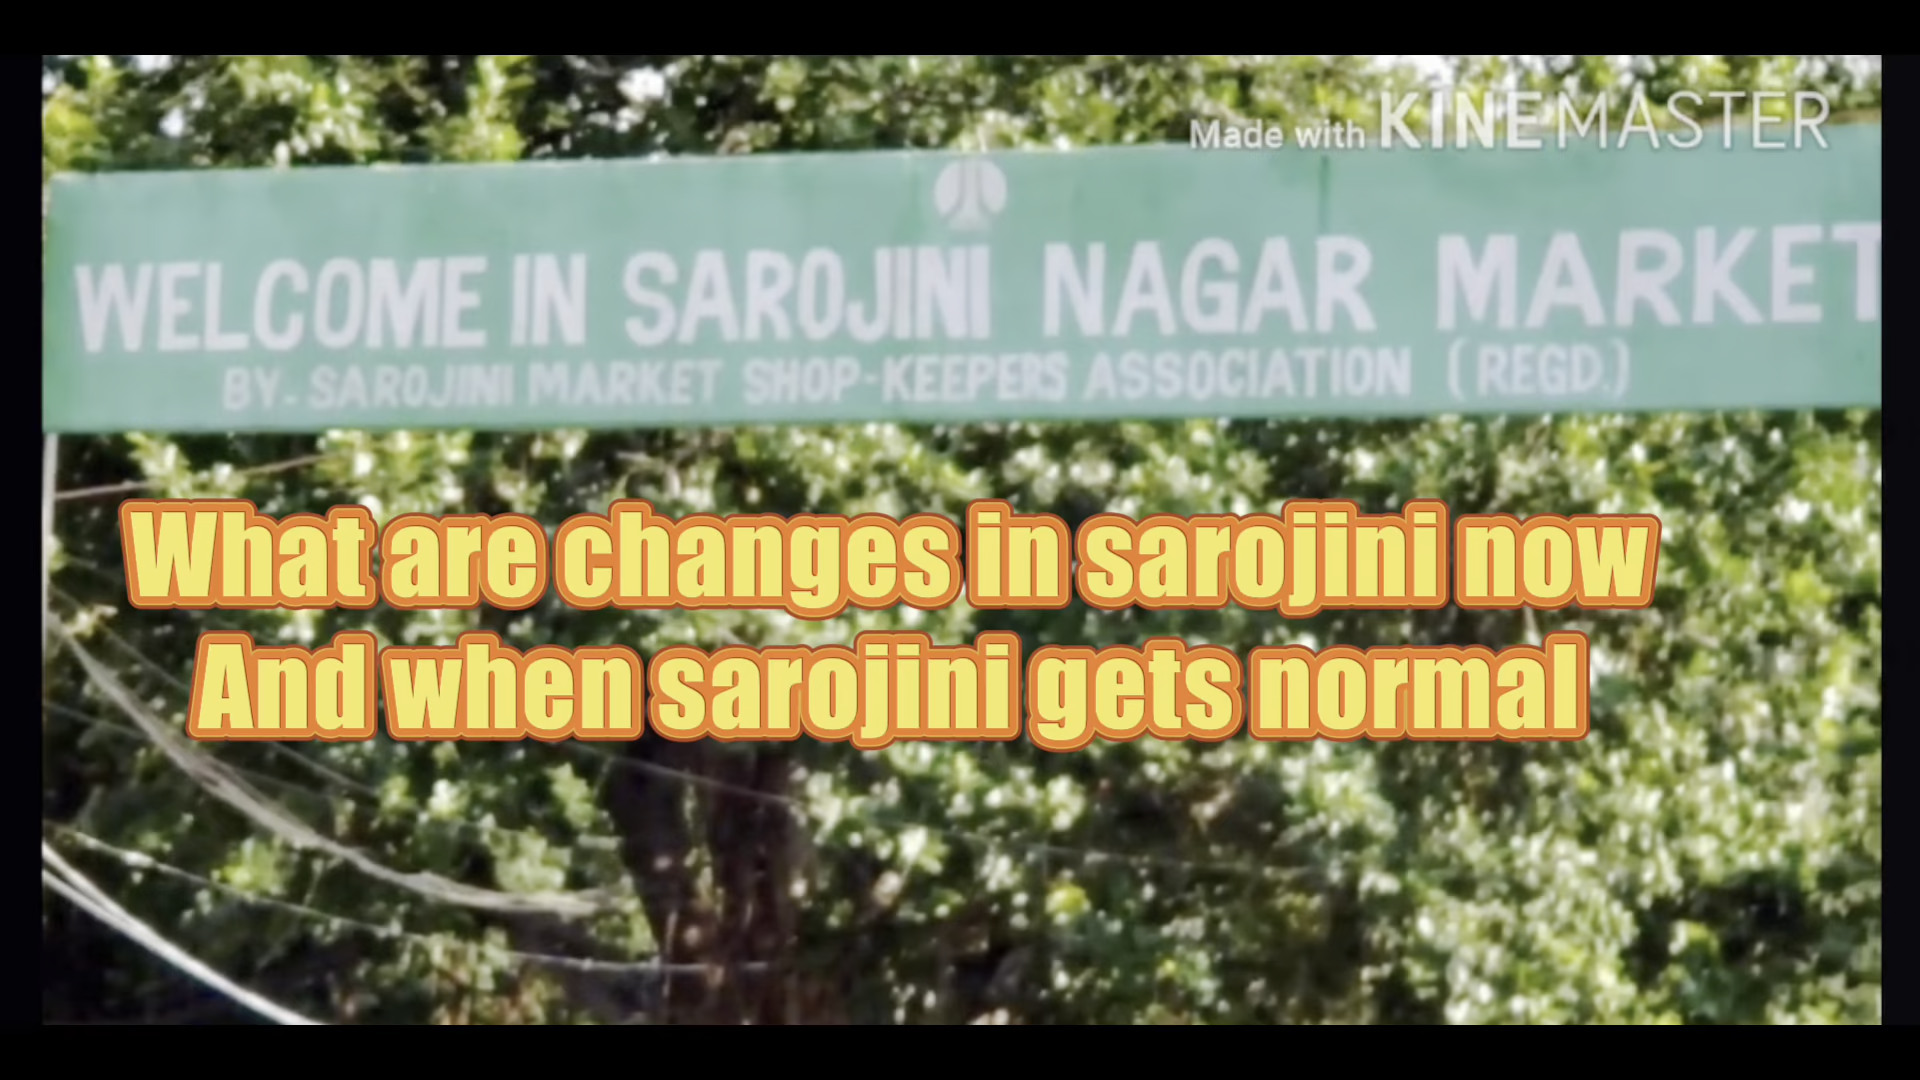 Made with KINEMASTER
WELCOME IN SAROJINI NAGAR MARKET
BY- SAROJINI MARKET SHOP-KEEPERS ASSOCIATION (REGD.)
What are changes in sarojini now
And when sarojini gets normal